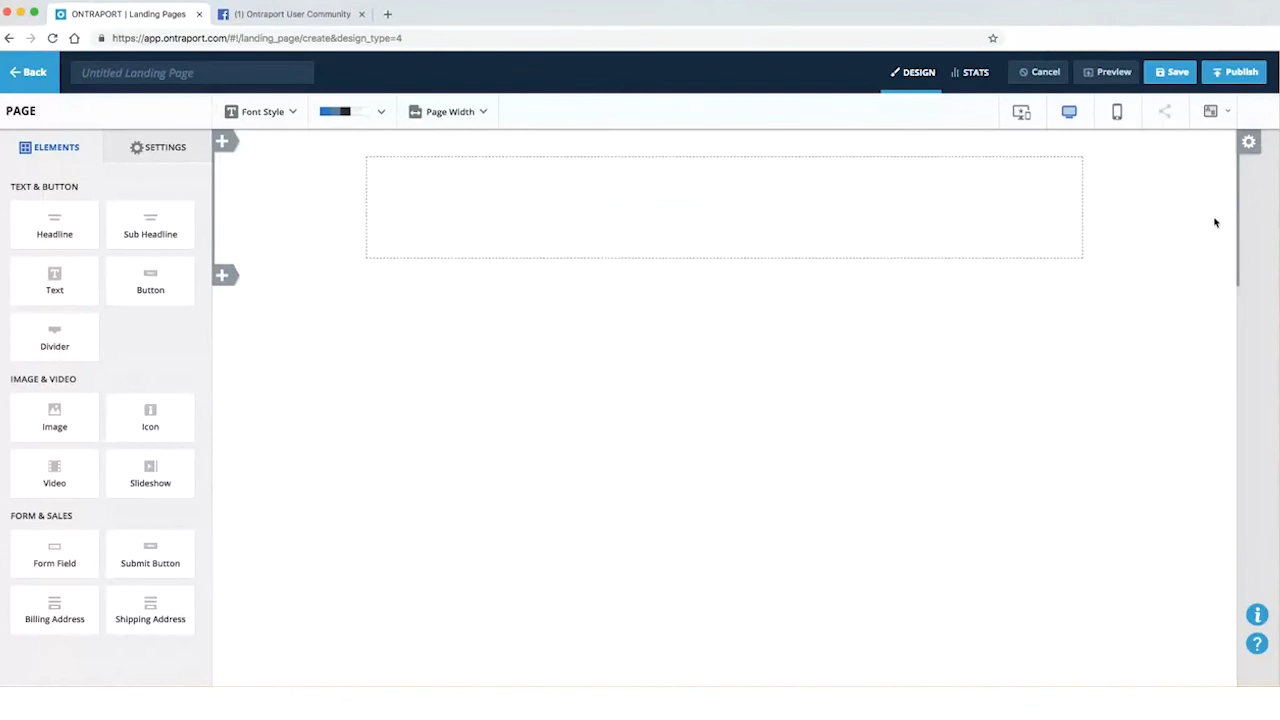 ONTRAPORT | Landing Pages
(1) Ontraport User Community
https://app.ontraport.com/#!/landing_page/create&design_type=4
Back
Untitled Landing Page
DESIGN
STATS
Cancel
Preview
Save
Publish
PAGE
Font Style
Page Width
ELEMENTS
SETTINGS
TEXT & BUTTON
Headline
Sub Headline
Text
Button
Divider
IMAGE & VIDEO
Image
Icon
Video
Slideshow
FORM & SALES
Form Field
Submit Button
Billing Address
Shipping Address